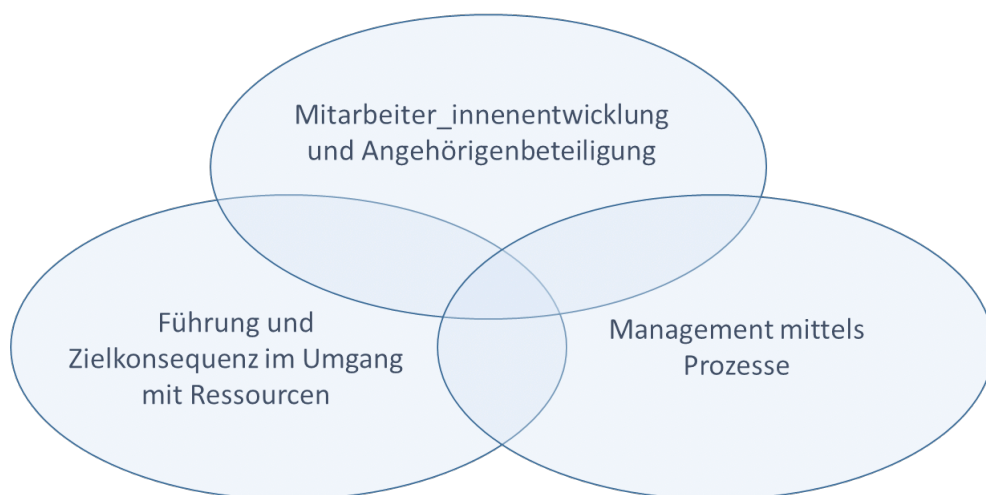 Mitarbeiter_innenentwicklung
und Angehörigenbeteiligung
Führung und
Zielkonsequenz im Umgang
mit Ressourcen
Management mittels
Prozesse